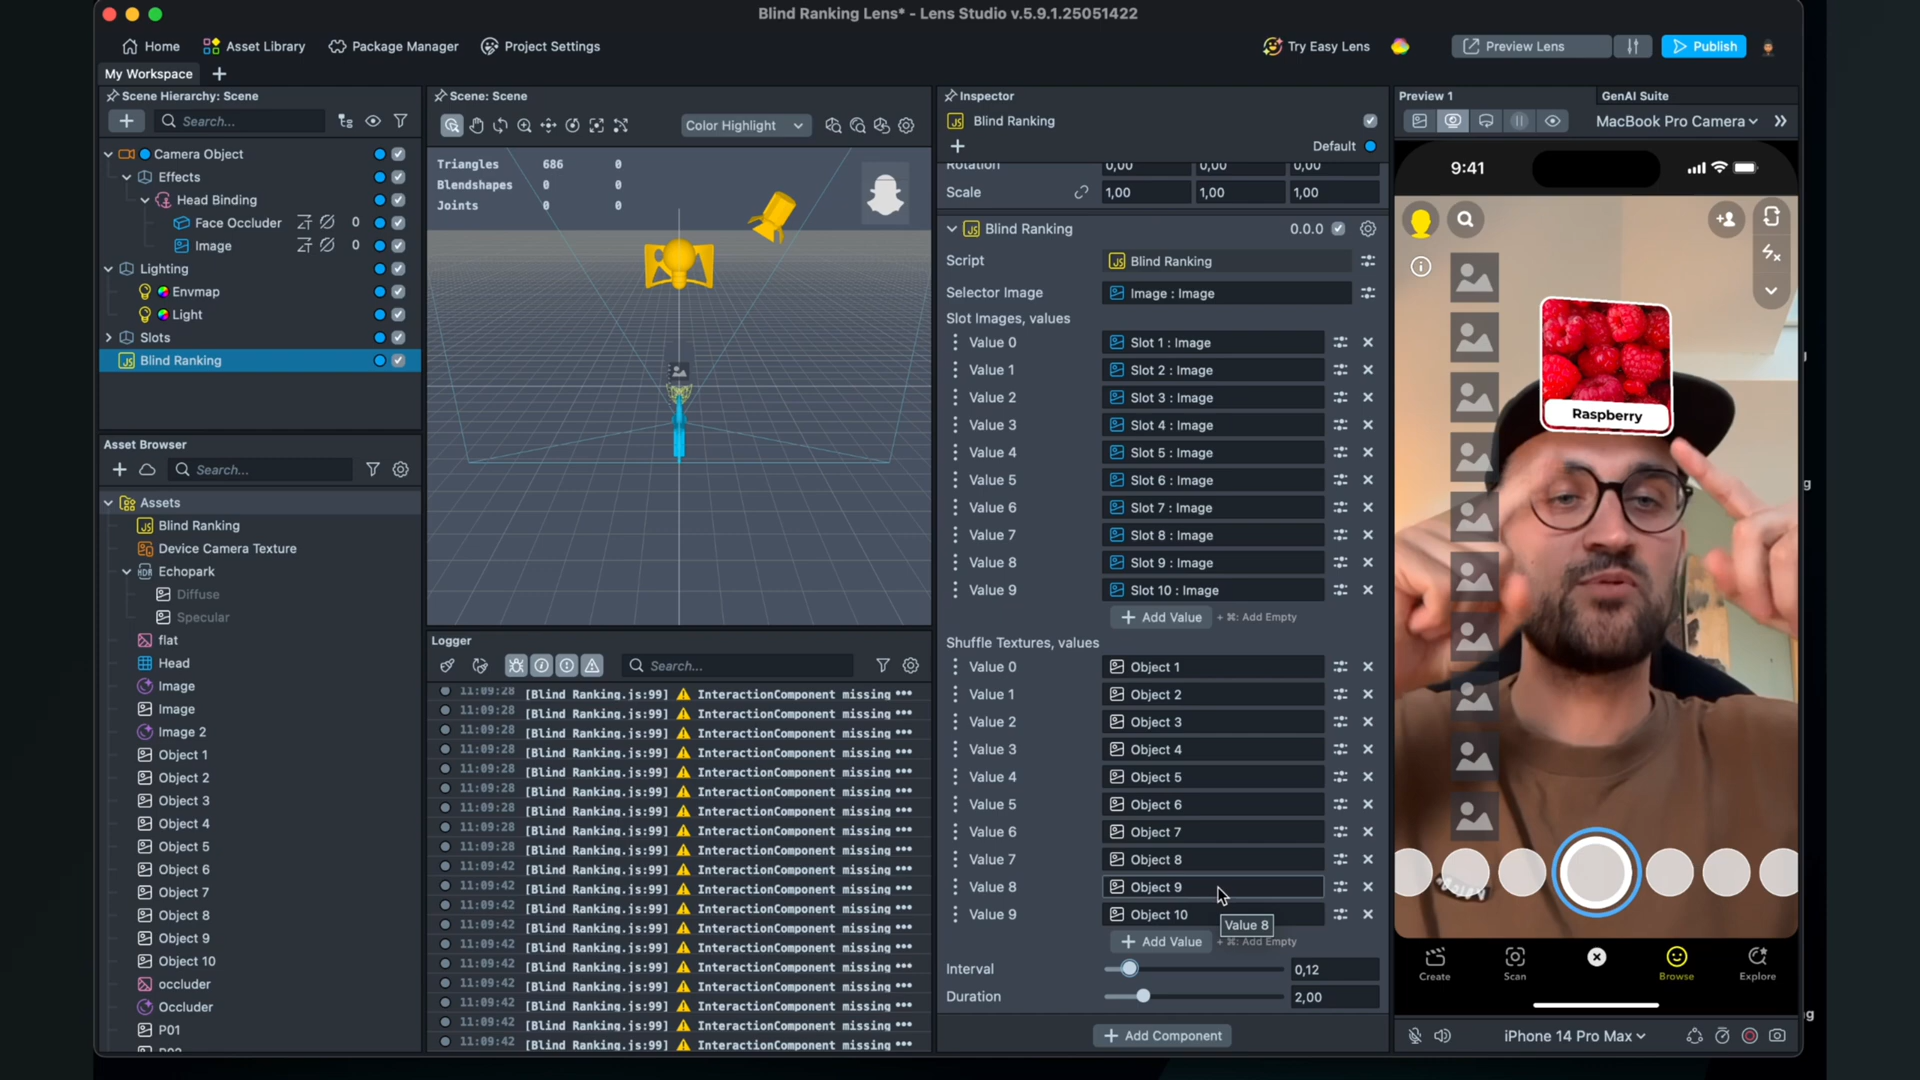 Blind Ranking Lens* - Lens Studio v.5.9.1.25051422
Home
Asset Library
Package Manager
Project Settings
Try Easy Lens
Preview Lens
Publish
My Workspace
Scene Hierarchy: Scene
Search...
Camera Object
Effects
Head Binding
Face Occluder 0
Image 0
Lighting
Envmap
Light
Slots
Blind Ranking
Asset Browser
Search...
Assets
Blind Ranking
Device Camera Texture
Echopark
Diffuse
Specular
flat
Head
Image
Image
Image 2
Object 1
Object 2
Object 3
Object 4
Object 5
Object 6
Object 7
Object 8
Object 9
Object 10
occluder
Occluder
P01
Scene: Scene
Color Highlight
Triangles 686 0
Blendshapes 0 0
Joints 0 0
Logger
Search...
11:09:28 [Blind Ranking.js:99] InteractionComponent missing •••
11:09:28 [Blind Ranking.js:99] InteractionComponent missing •••
11:09:28 [Blind Ranking.js:99] InteractionComponent missing •••
11:09:28 [Blind Ranking.js:99] InteractionComponent missing •••
11:09:28 [Blind Ranking.js:99] InteractionComponent missing •••
11:09:28 [Blind Ranking.js:99] InteractionComponent missing •••
11:09:28 [Blind Ranking.js:99] InteractionComponent missing •••
11:09:28 [Blind Ranking.js:99] InteractionComponent missing •••
11:09:28 [Blind Ranking.js:99] InteractionComponent missing •••
11:09:42 [Blind Ranking.js:99] InteractionComponent missing •••
11:09:42 [Blind Ranking.js:99] InteractionComponent missing •••
11:09:42 [Blind Ranking.js:99] InteractionComponent missing •••
11:09:42 [Blind Ranking.js:99] InteractionComponent missing •••
11:09:42 [Blind Ranking.js:99] InteractionComponent missing •••
11:09:42 [Blind Ranking.js:99] InteractionComponent missing •••
11:09:42 [Blind Ranking.js:99] InteractionComponent missing •••
11:09:42 [Blind Ranking.js:99] InteractionComponent missing •••
11:09:42 [Blind Ranking.js:99] InteractionComponent missing •••
11:09:42 [Blind Ranking.js:99] InteractionComponent missing •••
Inspector
Blind Ranking
Default
Rotation 0,00 0,00 0,00
Scale 1,00 1,00 1,00
Blind Ranking 0.0.0
Script Blind Ranking
Selector Image Image : Image
Slot Images, values
Value 0 Slot 1 : Image
Value 1 Slot 2 : Image
Value 2 Slot 3 : Image
Value 3 Slot 4 : Image
Value 4 Slot 5 : Image
Value 5 Slot 6 : Image
Value 6 Slot 7 : Image
Value 7 Slot 8 : Image
Value 8 Slot 9 : Image
Value 9 Slot 10 : Image
+ Add Value + ⌘: Add Empty
Shuffle Textures, values
Value 0 Object 1
Value 1 Object 2
Value 2 Object 3
Value 3 Object 4
Value 4 Object 5
Value 5 Object 6
Value 6 Object 7
Value 7 Object 8
Value 8 Object 9
Value 9 Object 10
Value 8
+ Add Value + ⌘: Add Empty
Interval 0,12
Duration 2,00
+ Add Component
Preview 1
GenAI Suite
MacBook Pro Camera
9:41
Raspberry
Create
Scan
Browse
Explore
iPhone 14 Pro Max